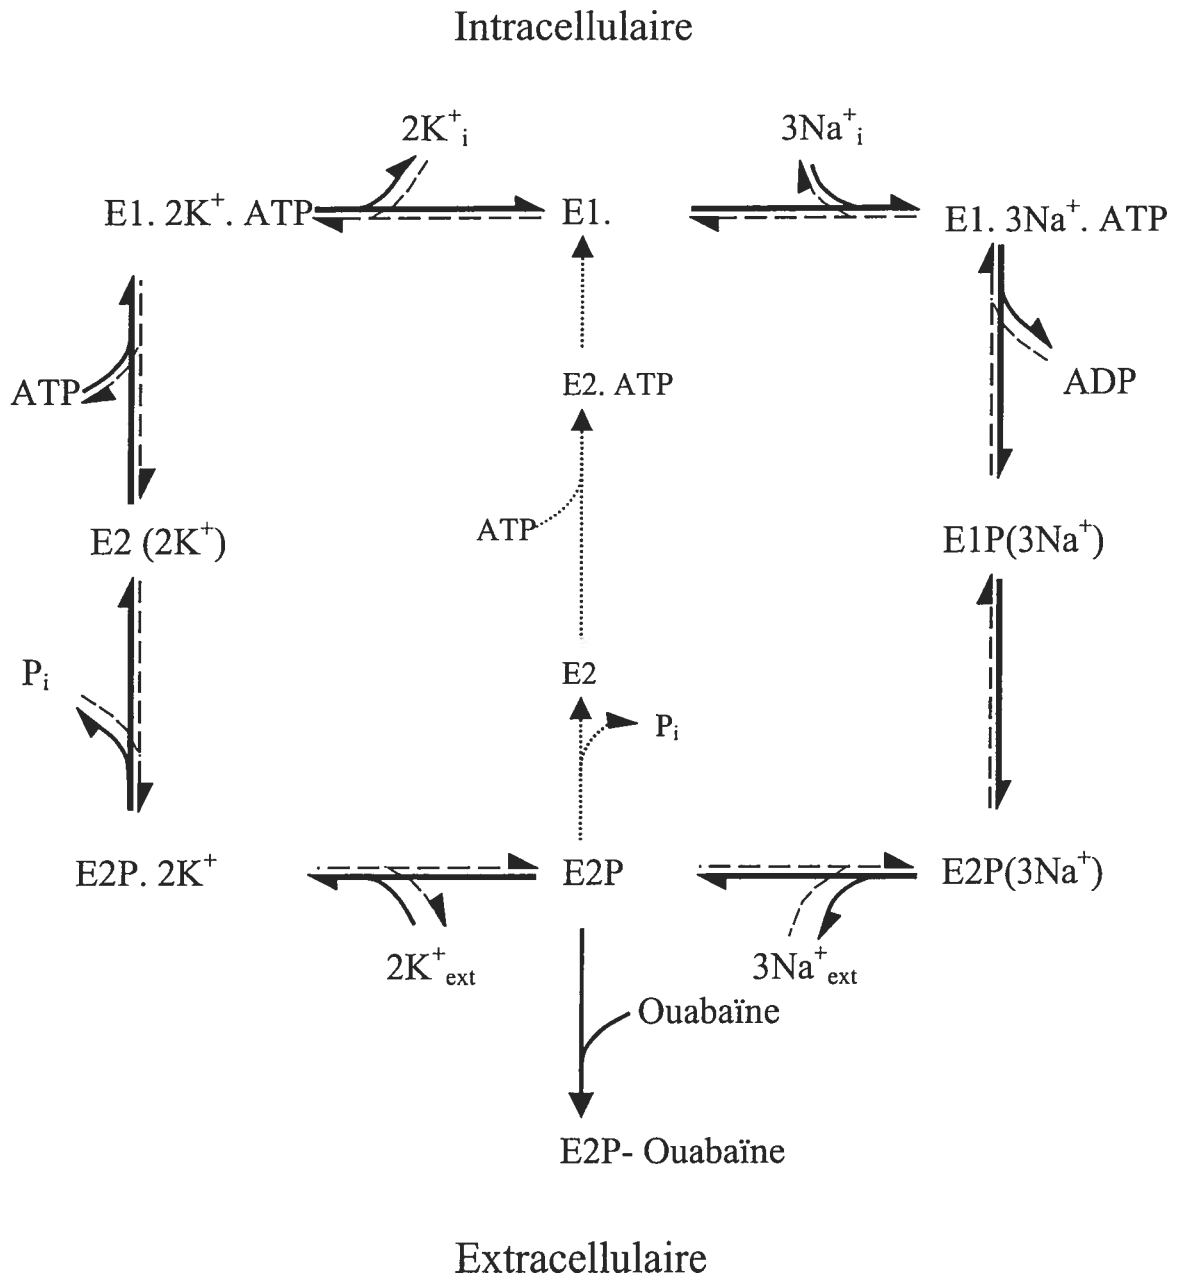 Intracellulaire
2K⁺ᵢ
3Na⁺ᵢ
E1. 2K⁺. ATP
E1.
E1. 3Na⁺. ATP
ATP
E2. ATP
ADP
E2 (2K⁺)
ATP
E1P(3Na⁺)
Pᵢ
E2
Pᵢ
E2P. 2K⁺
E2P
E2P(3Na⁺)
2K⁺ext
3Na⁺ext
Ouabaïne
E2P- Ouabaïne
Extracellulaire